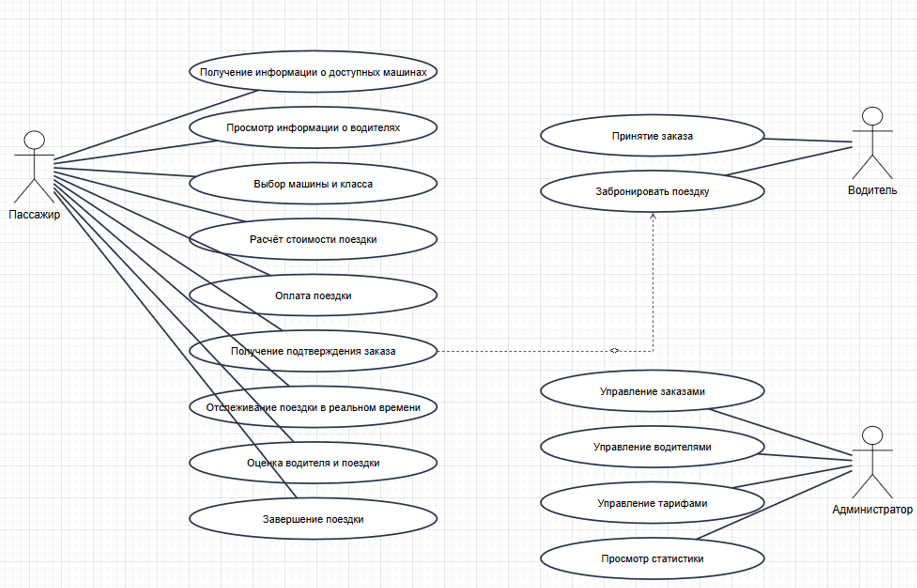 Получение информации о доступных машинах
Просмотр информации о водителях
Выбор машины и класса
Расчёт стоимости поездки
Оплата поездки
Получение подтверждения заказа
Отслеживание поездки в реальном времени
Оценка водителя и поездки
Завершение поездки
Пассажир
Принятие заказа
Забронировать поездку
Водитель
<>
Управление заказами
Управление водителями
Управление тарифами
Просмотр статистики
Администратор